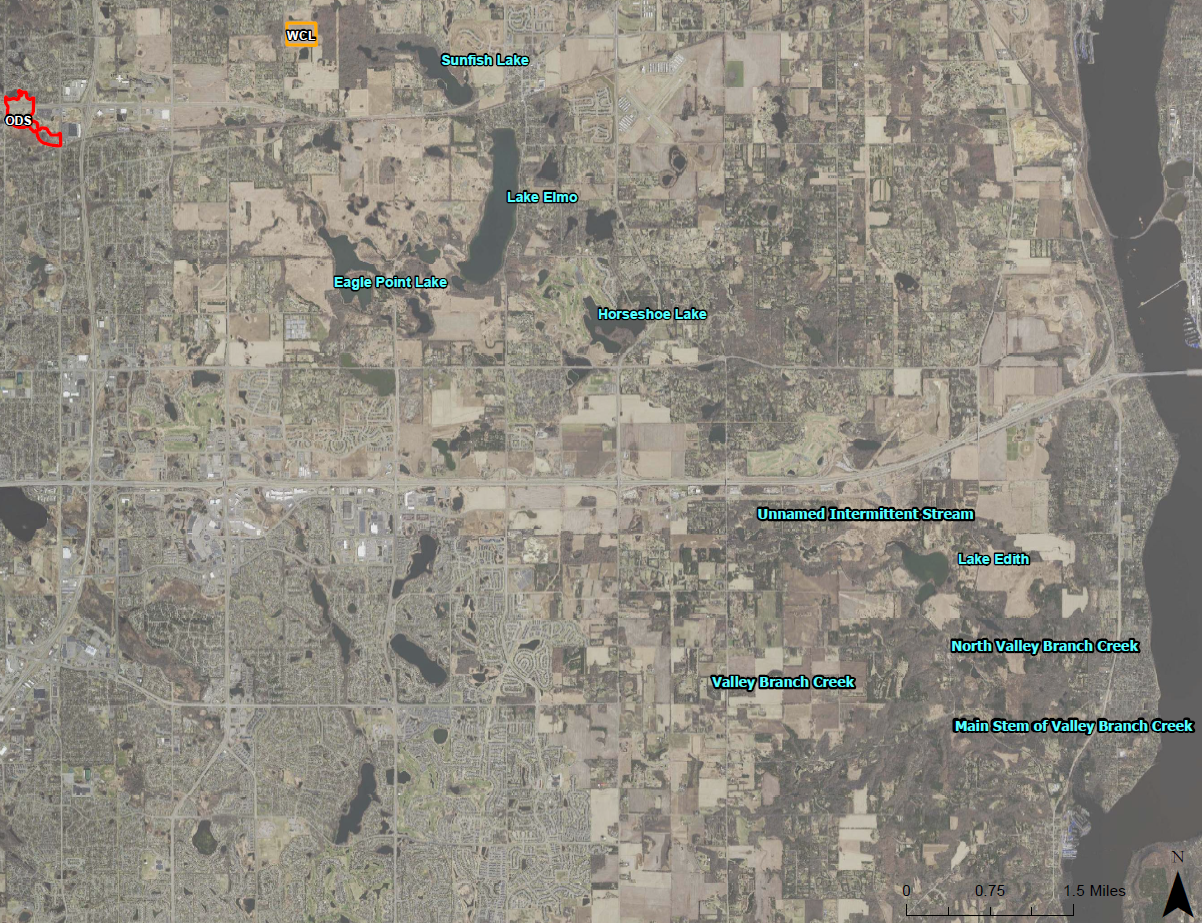 WCL
Sunfish Lake
ODS
Lake Elmo
Eagle Point Lake
Horseshoe Lake
Unnamed Intermittent Stream
Lake Edith
North Valley Branch Creek
Valley Branch Creek
Main Stem of Valley Branch Creek
N
0 0.75 1.5 Miles